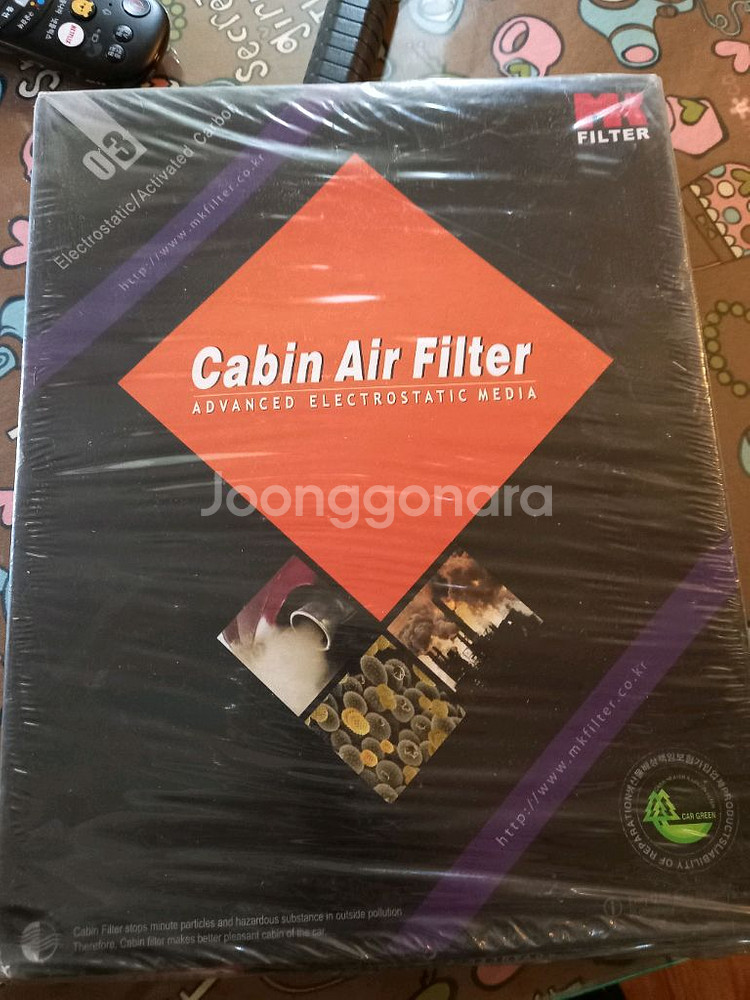 secret
girl
03
Electrostatic/Activated Carbon
http://www.mkfilter.co.kr
MK
FILTER
Cabin Air Filter
ADVANCED ELECTROSTATIC MEDIA
Joonggonara
http://www.mkfilter.co.kr
CAR GREEN
Cabin Filter stops minute particles and hazardous substance in outside pollution
Therefore, Cabin filter makes better pleasant cabin of the car.